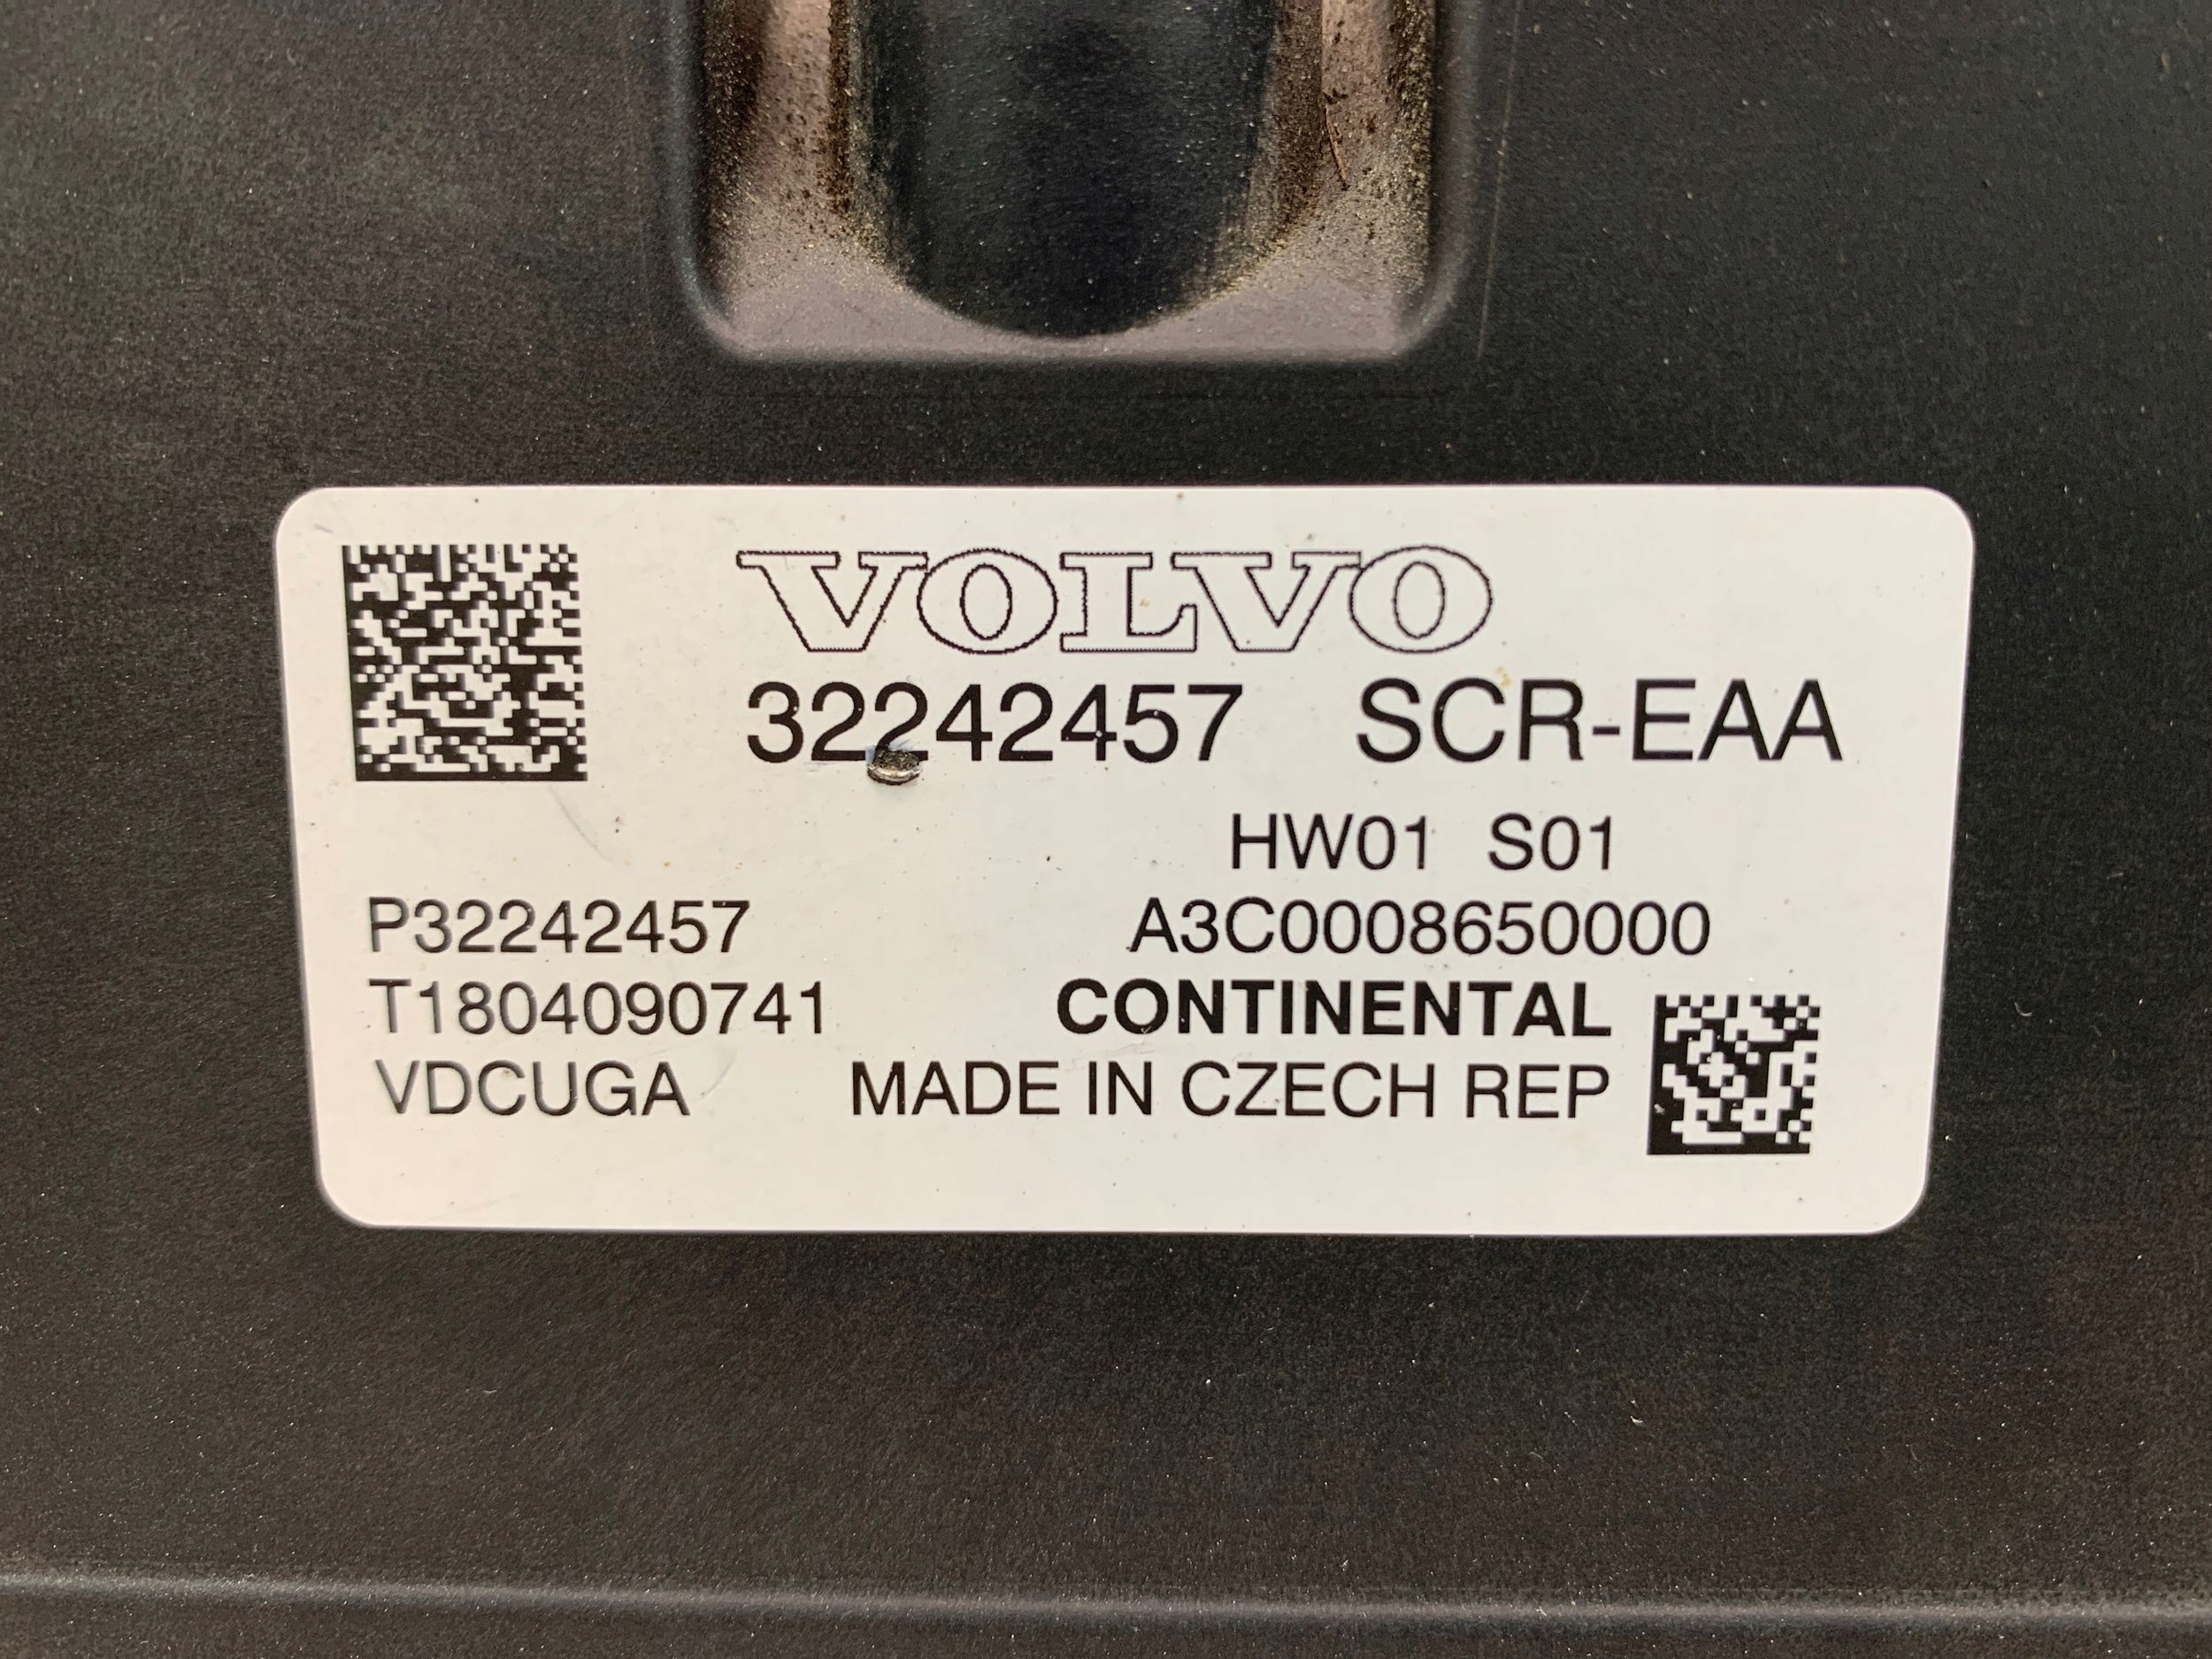 VOLVO
32242457 SCR-EAA
HW01 S01
P32242457 A3C0008650000
T1804090741 CONTINENTAL
VDCUGA MADE IN CZECH REP